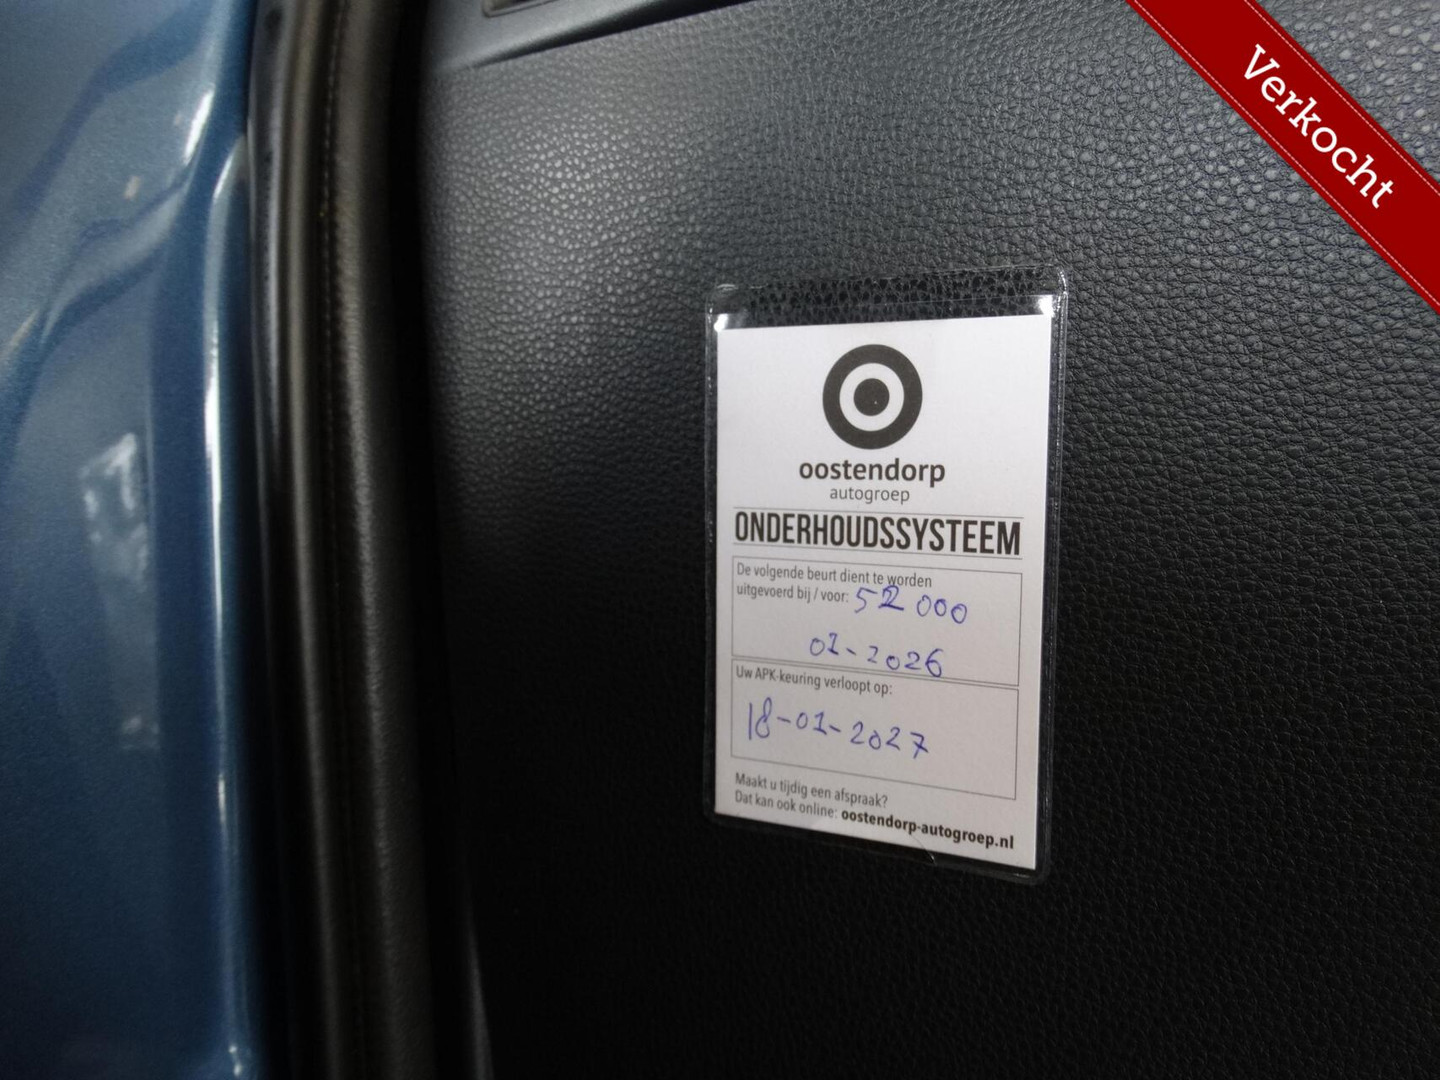 Verkocht
oostendorp
autogroep
ONDERHOUDSSYSTEEM
De volgende beurt dient te worden
uitgevoerd bij / voor: 52 000
01-2026
Uw APK-keuring verloopt op:
18-01-2027
Maakt u tijdig een afspraak?
Dat kan ook online: oostendorp-autogroep.nl